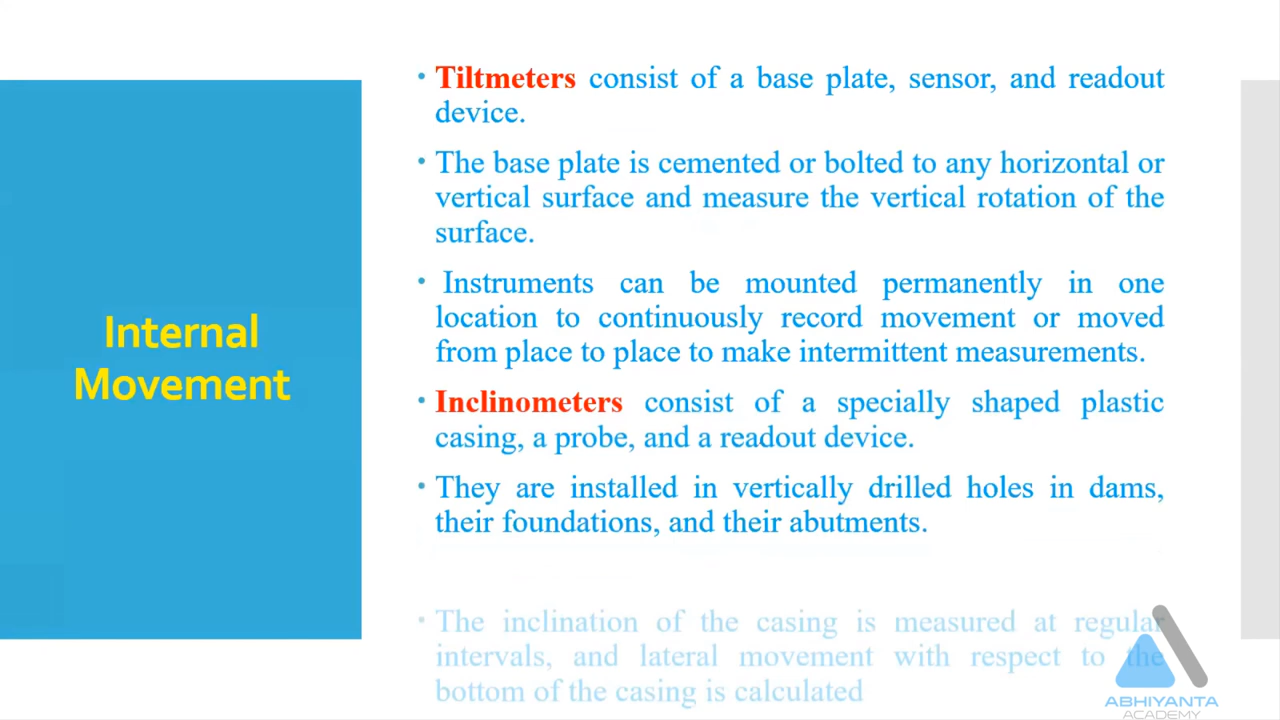 Internal
Movement
• Tiltmeters consist of a base plate, sensor, and readout
device.
• The base plate is cemented or bolted to any horizontal or
vertical surface and measure the vertical rotation of the
surface.
• Instruments can be mounted permanently in one
location to continuously record movement or moved
from place to place to make intermittent measurements.
• Inclinometers consist of a specially shaped plastic
casing, a probe, and a readout device.
• They are installed in vertically drilled holes in dams,
their foundations, and their abutments.
• The inclination of the casing is measured at regular
intervals, and lateral movement with respect to the
bottom of the casing is calculated
ABHIYANTA
ACADEMY